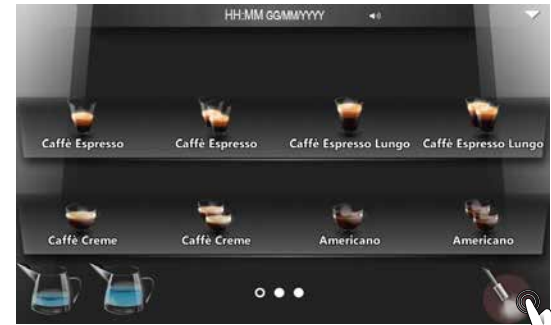 HH:MM GG/MM/YYYY
Caffè Espresso Caffè Espresso Caffè Espresso Lungo Caffè Espresso Lungo
Caffè Creme Caffè Creme Americano Americano